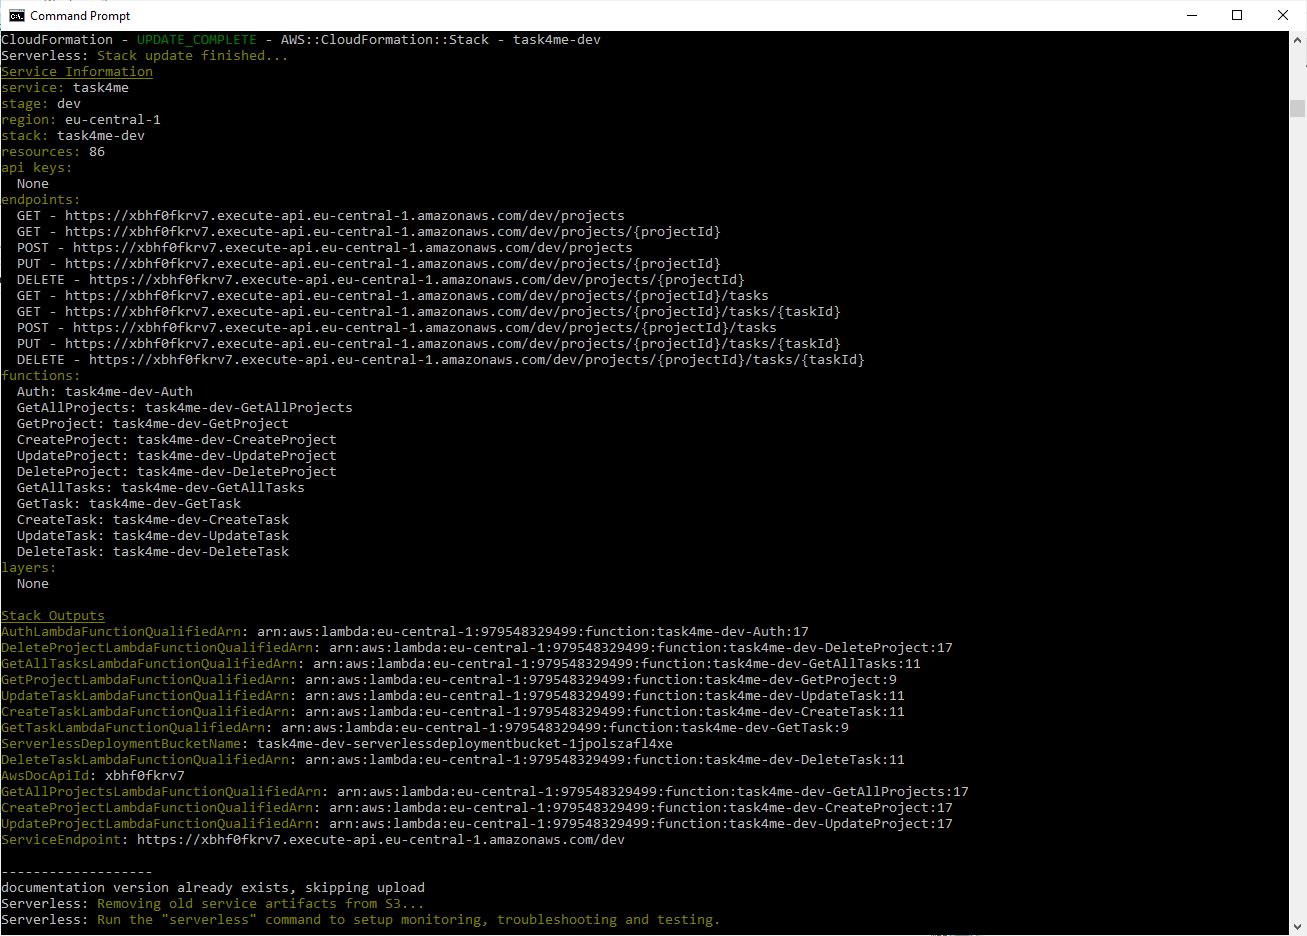 Command Prompt
CloudFormation - UPDATE_COMPLETE - AWS::CloudFormation::Stack - task4me-dev
Serverless: Stack update finished...
Service Information
service: task4me
stage: dev
region: eu-central-1
stack: task4me-dev
resources: 86
api keys:
  None
endpoints:
  GET - https://xbhf0fkrv7.execute-api.eu-central-1.amazonaws.com/dev/projects
  GET - https://xbhf0fkrv7.execute-api.eu-central-1.amazonaws.com/dev/projects/{projectId}
  POST - https://xbhf0fkrv7.execute-api.eu-central-1.amazonaws.com/dev/projects
  PUT - https://xbhf0fkrv7.execute-api.eu-central-1.amazonaws.com/dev/projects/{projectId}
  DELETE - https://xbhf0fkrv7.execute-api.eu-central-1.amazonaws.com/dev/projects/{projectId}
  GET - https://xbhf0fkrv7.execute-api.eu-central-1.amazonaws.com/dev/projects/{projectId}/tasks
  GET - https://xbhf0fkrv7.execute-api.eu-central-1.amazonaws.com/dev/projects/{projectId}/tasks/{taskId}
  POST - https://xbhf0fkrv7.execute-api.eu-central-1.amazonaws.com/dev/projects/{projectId}/tasks
  PUT - https://xbhf0fkrv7.execute-api.eu-central-1.amazonaws.com/dev/projects/{projectId}/tasks/{taskId}
  DELETE - https://xbhf0fkrv7.execute-api.eu-central-1.amazonaws.com/dev/projects/{projectId}/tasks/{taskId}
functions:
  Auth: task4me-dev-Auth
  GetAllProjects: task4me-dev-GetAllProjects
  GetProject: task4me-dev-GetProject
  CreateProject: task4me-dev-CreateProject
  UpdateProject: task4me-dev-UpdateProject
  DeleteProject: task4me-dev-DeleteProject
  GetAllTasks: task4me-dev-GetAllTasks
  GetTask: task4me-dev-GetTask
  CreateTask: task4me-dev-CreateTask
  UpdateTask: task4me-dev-UpdateTask
  DeleteTask: task4me-dev-DeleteTask
layers:
  None
Stack Outputs
AuthLambdaFunctionQualifiedArn: arn:aws:lambda:eu-central-1:979548329499:function:task4me-dev-Auth:17
DeleteProjectLambdaFunctionQualifiedArn: arn:aws:lambda:eu-central-1:979548329499:function:task4me-dev-DeleteProject:17
GetAllTasksLambdaFunctionQualifiedArn: arn:aws:lambda:eu-central-1:979548329499:function:task4me-dev-GetAllTasks:11
GetProjectLambdaFunctionQualifiedArn: arn:aws:lambda:eu-central-1:979548329499:function:task4me-dev-GetProject:9
UpdateTaskLambdaFunctionQualifiedArn: arn:aws:lambda:eu-central-1:979548329499:function:task4me-dev-UpdateTask:11
CreateTaskLambdaFunctionQualifiedArn: arn:aws:lambda:eu-central-1:979548329499:function:task4me-dev-CreateTask:11
GetTaskLambdaFunctionQualifiedArn: arn:aws:lambda:eu-central-1:979548329499:function:task4me-dev-GetTask:9
ServerlessDeploymentBucketName: task4me-dev-serverlessdeploymentbucket-1jpolszafl4xe
DeleteTaskLambdaFunctionQualifiedArn: arn:aws:lambda:eu-central-1:979548329499:function:task4me-dev-DeleteTask:11
AwsDocApiId: xbhf0fkrv7
GetAllProjectsLambdaFunctionQualifiedArn: arn:aws:lambda:eu-central-1:979548329499:function:task4me-dev-GetAllProjects:17
CreateProjectLambdaFunctionQualifiedArn: arn:aws:lambda:eu-central-1:979548329499:function:task4me-dev-CreateProject:17
UpdateProjectLambdaFunctionQualifiedArn: arn:aws:lambda:eu-central-1:979548329499:function:task4me-dev-UpdateProject:17
ServiceEndpoint: https://xbhf0fkrv7.execute-api.eu-central-1.amazonaws.com/dev
-------------------
documentation version already exists, skipping upload
Serverless: Removing old service artifacts from S3...
Serverless: Run the "serverless" command to setup monitoring, troubleshooting and testing.